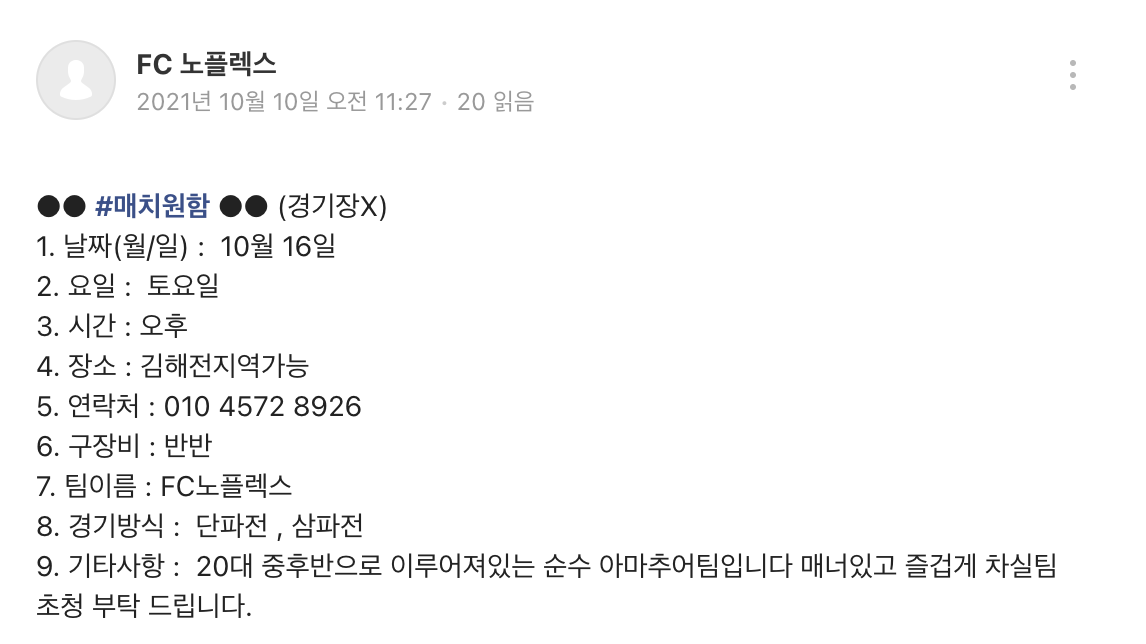 FC 노플렉스
2021년 10월 10일 오전 11:27 · 20 읽음
●● #매치원함 ●● (경기장X)
1. 날짜(월/일) :  10월 16일
2. 요일 :  토요일
3. 시간 : 오후
4. 장소 : 김해전지역가능
5. 연락처 : 010 4572 8926
6. 구장비 : 반반
7. 팀이름 : FC노플렉스
8. 경기방식 :  단파전 , 삼파전
9. 기타사항 :  20대 중후반으로 이루어져있는 순수 아마추어팀입니다 매너있고 즐겁게 차실팀
초청 부탁 드립니다.